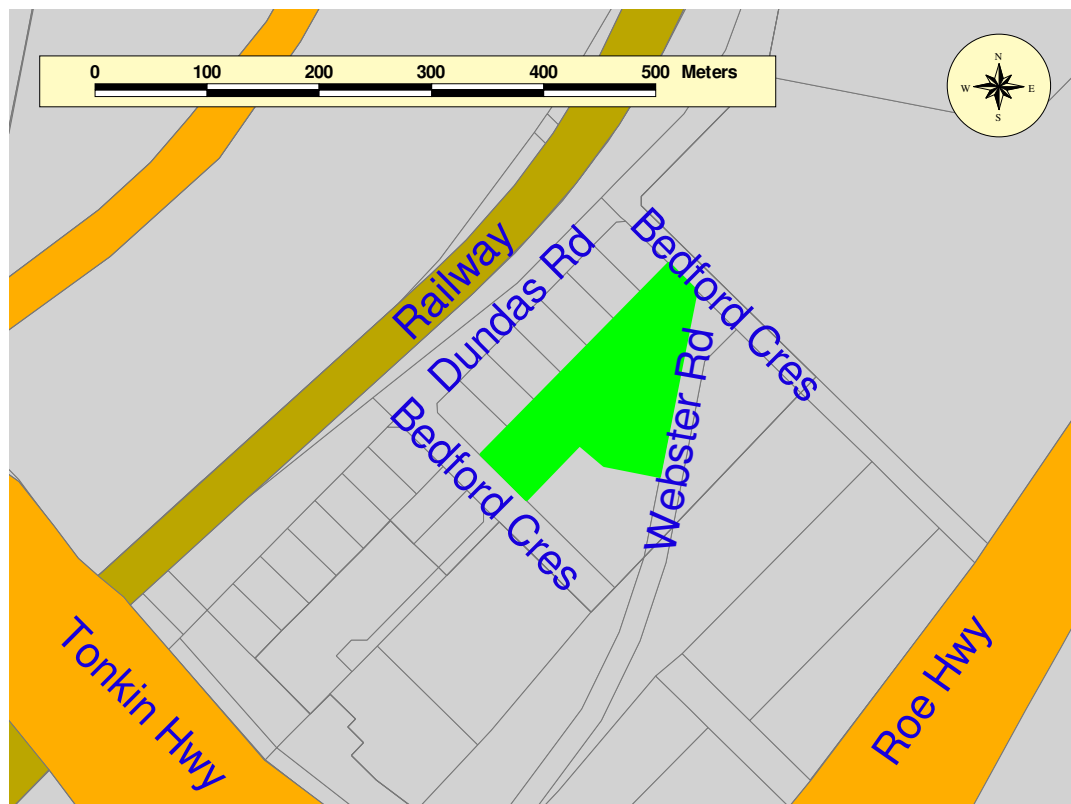 0 100 200 300 400 500 Meters
N
W E
S
Bedford Cres
Railway
Dundas Rd
Webster Rd
Bedford Cres
Tonkin Hwy
Roe Hwy